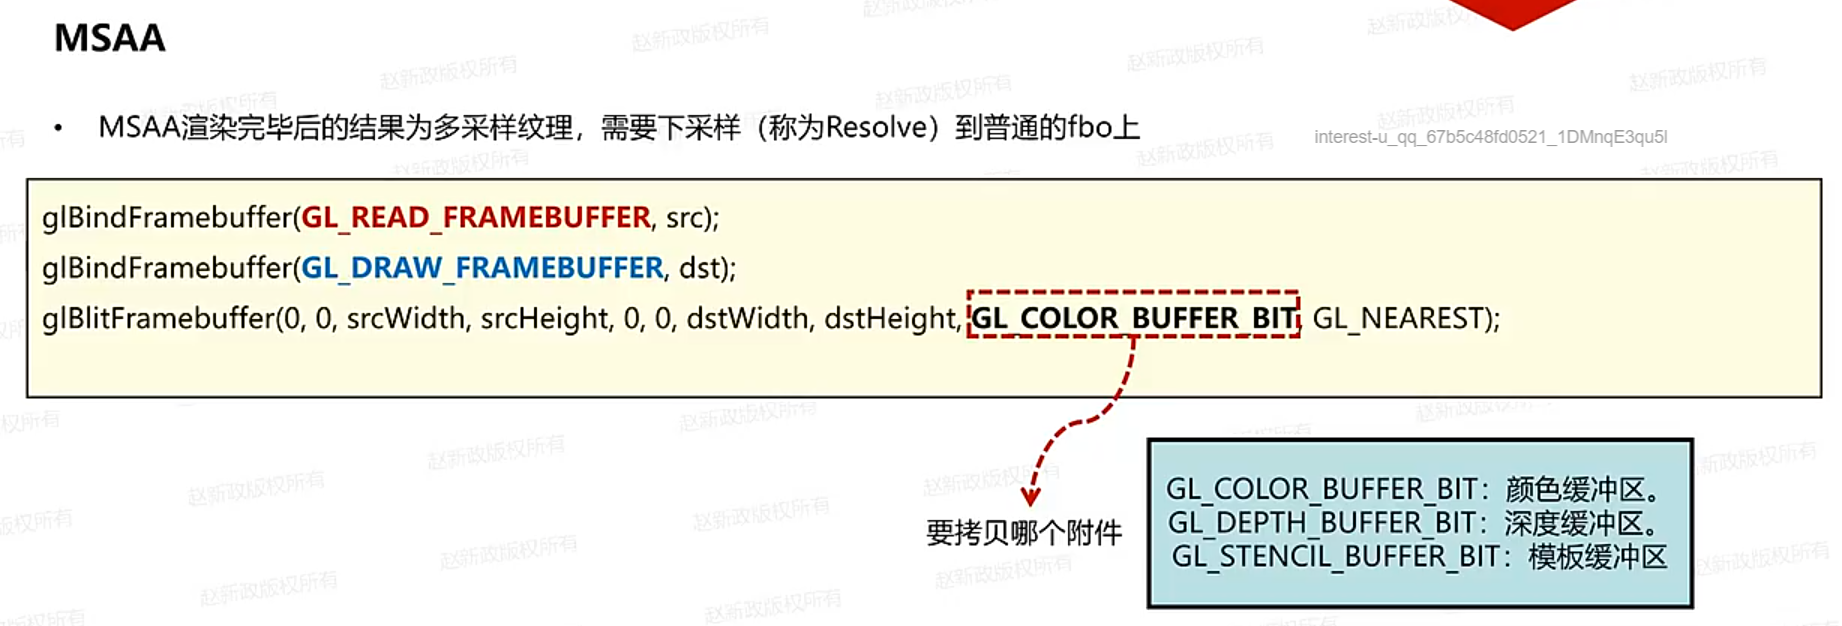 MSAA
• MSAA渲染完毕后的结果为多采样纹理，需要下采样（称为Resolve）到普通的fbo上
interest-u_qq_67b5c48fd0521_1DMnqE3qu5l
glBindFramebuffer(GL_READ_FRAMEBUFFER, src);
glBindFramebuffer(GL_DRAW_FRAMEBUFFER, dst);
glBlitFramebuffer(0, 0, srcWidth, srcHeight, 0, 0, dstWidth, dstHeight, GL_COLOR_BUFFER_BIT, GL_NEAREST);
要拷贝哪个附件
GL_COLOR_BUFFER_BIT：颜色缓冲区。
GL_DEPTH_BUFFER_BIT：深度缓冲区。
GL_STENCIL_BUFFER_BIT：模板缓冲区
赵新政版权所有